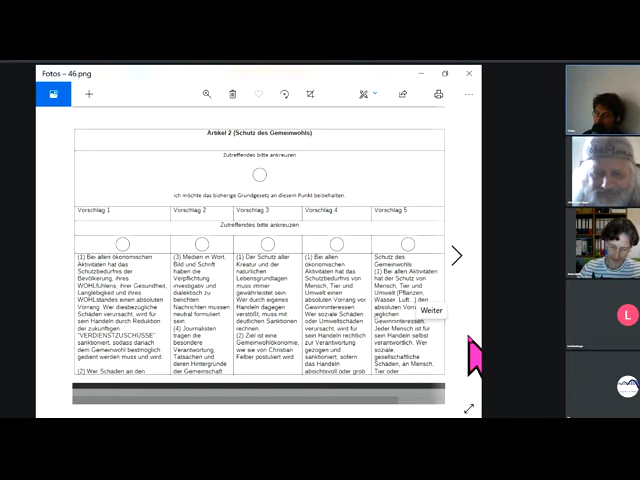 Fotos – 46.png
Artikel 2 (Schutz des Gemeinwohls)
Zutreffendes bitte ankreuzen
Ich möchte das bisherige Grundgesetz an diesem Punkt beibehalten.
Vorschlag 1
Vorschlag 2
Vorschlag 3
Vorschlag 4
Vorschlag 5
Zutreffendes bitte ankreuzen
(1) Bei allen ökonomischen
Aktivitäten hat das
Schutzbedürfnis der
Bevölkerung, ihres
WOHLfühlens, ihrer Gesundheit,
Langlebigkeit und ihres
WOHLstandes einen absoluten
Vorrang. Wer diesbezügliche
Schäden verursacht, wird für
sein Handeln durch Reduktion
der zukünftigen
"VERDIENSTZUSCHÜSSE"
sanktioniert, sodass danach
dem Gemeinwohl bestmöglich
gedient werden muss und wird.
(2) Wer Schäden an den
(3) Medien in Wort,
Bild und Schrift
haben die
Verpflichtung
investigativ und
dialektisch zu
berichten
Nachrichten müssen
neutral formuliert
sein.
(4) Journalisten
tragen die
besondere
Verantwortung,
Tatsachen und
deren Hintergründe
der Gemeinschaft
(1) Der Schutz aller
Kreatur und der
natürlichen
Lebensgrundlagen
muss immer
gewährleistet sein
Wer durch eigenes
Handeln dagegen
verstößt, muss mit
deutlichen Sanktionen
rechnen.
(2) Ziel ist eine
Gemeinwohlökonomie,
wie sie von Christian
Felber postuliert wird
(1) Bei allen
ökonomischen
Aktivitäten hat das
Schutzbedürfnis von
Mensch, Tier und
Umwelt einen
absoluten Vorrang vor
Gewinninteressen
Wer soziale Schäden
oder Umweltschäden
verursacht, wird für
sein Handeln rechtlich
zur Verantwortung
gezogen und
sanktioniert, sofern
das Handeln
absichtsvoll oder grob
Schutz des
Gemeinwohls
(1) Bei allen Aktivitäten
hat der Schutz von
Mensch, Tier und
Umwelt (Pflanzen,
Wasser, Luft ..) den
absoluten
jeglichen
Gewinninteressen.
Jeder Mensch ist für
sein Handeln selbst
verantwortlich. Wer
soziale
gesellschaftliche
Schäden, an Mensch,
Tier oder
Weiter
L